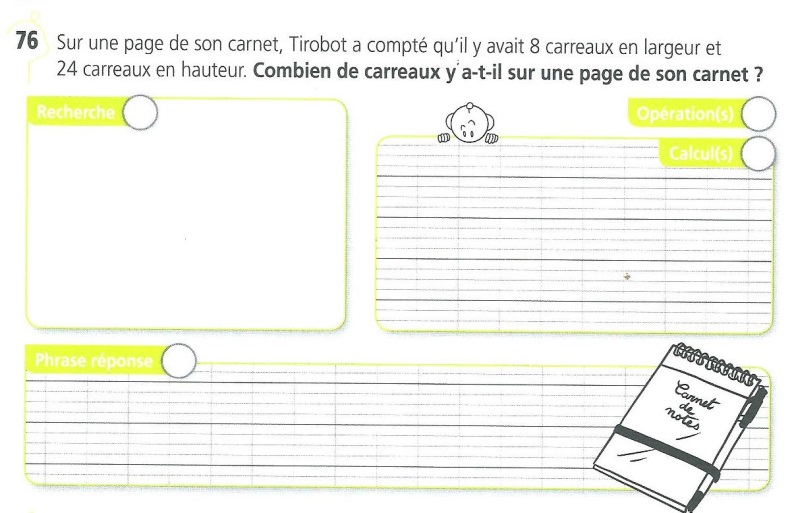 76 Sur une page de son carnet, Tirobot a compté qu'il y avait 8 carreaux en largeur et
24 carreaux en hauteur. Combien de carreaux y a-t-il sur une page de son carnet ?
Recherche
Opération(s)
Calcul(s)
Phrase réponse
Carnet
de
notes